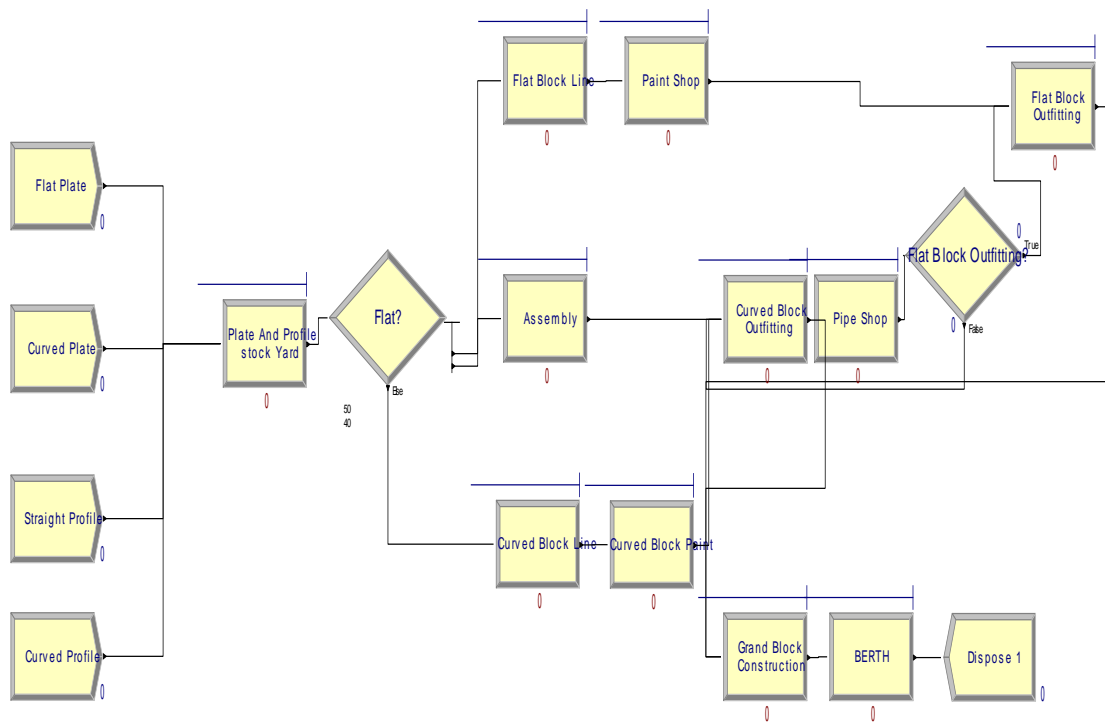 Flat Block Line
0
Paint Shop
0
Flat Block
Outfitting
0
Flat Plate
0
Curved Plate
0
Straight Profile
0
Curved Profile
0
Plate And Profile
stock Yard
0
Flat?
Else
50
40
Assembly
0
Curved Block
Outfitting
0
Pipe Shop
0
Flat Block Outfitting?
0
True
0
False
Curved Block Line
0
Curved Block Paint
0
Grand Block
Construction
0
BERTH
0
Dispose 1
0